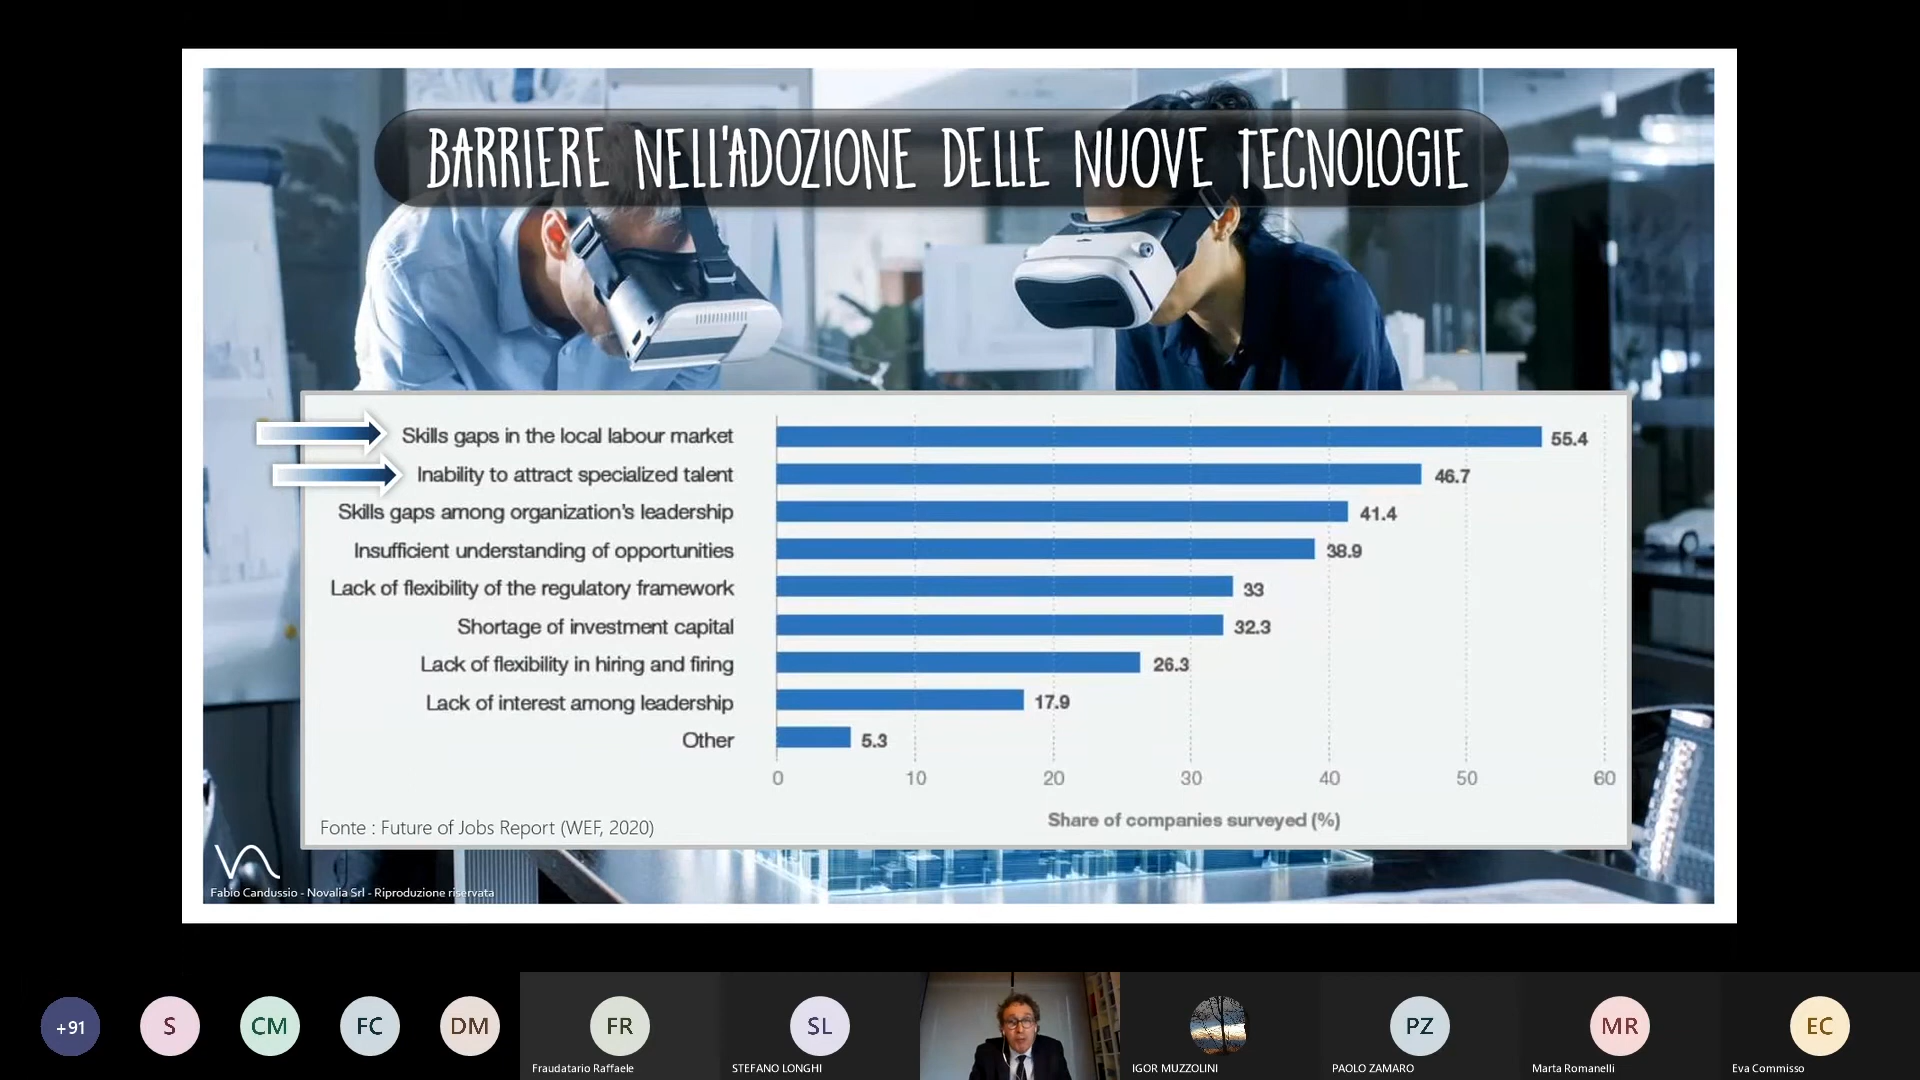 BARRIERE NELL'ADOZIONE DELLE NUOVE TECNOLOGIE
Skills gaps in the local labour market 55.4
Inability to attract specialized talent 46.7
Skills gaps among organization's leadership 41.4
Insufficient understanding of opportunities 38.9
Lack of flexibility of the regulatory framework 33
Shortage of investment capital 32.3
Lack of flexibility in hiring and firing 26.3
Lack of interest among leadership 17.9
Other 5.3
0 10 20 30 40 50 60
Share of companies surveyed (%)
Fonte : Future of Jobs Report (WEF, 2020)
Fabio Candussio - Novalia Srl - Riproduzione riservata
+91 S CM FC DM FR SL PZ MR EC
Fraudatario Raffaele STEFANO LONGHI IGOR MUZZOLINI PAOLO ZAMARO Marta Romanelli Eva Commisso